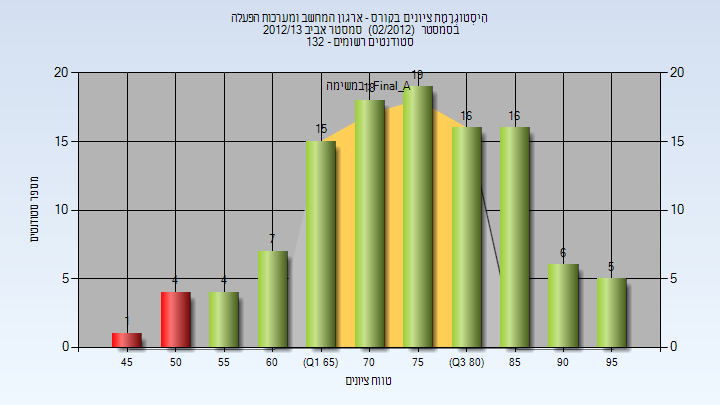 היסטוגרמת ציונים בקורס - ארגון המחשב ומערכות הפעלה
בסמסטר (02/2012) סמסטר אביב 2012/13
סטודנטים רשומים - 132
במשימה: Final_A
20 20
15 15
10 10
5 5
0 0
1 4 4 7 15 18 19 16 16 6 5
45 50 55 60 (Q1 65) 70 75 (Q3 80) 85 90 95
מספר סטודנטים
טווח ציונים